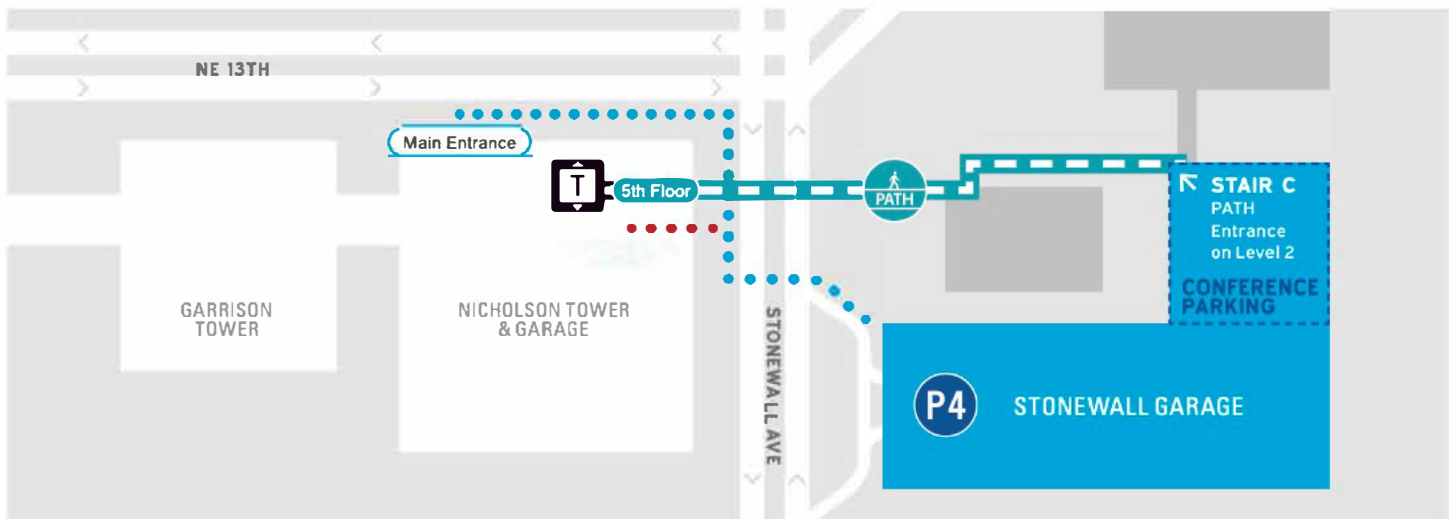 NE 13TH
Main Entrance
T
5th Floor
PATH
STAIR C
PATH
Entrance
on Level 2
CONFERENCE
PARKING
GARRISON
TOWER
NICHOLSON TOWER
& GARAGE
STONEWALL AVE
P4
STONEWALL GARAGE